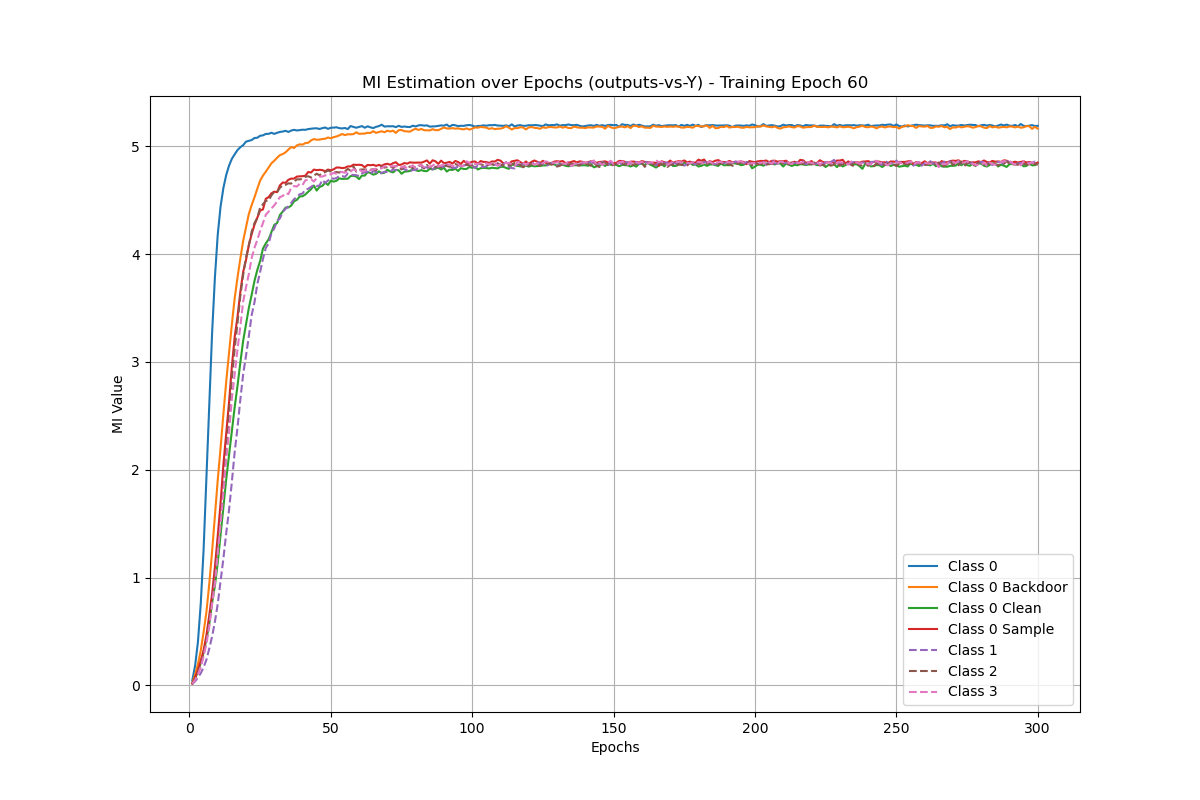 MI Estimation over Epochs (outputs-vs-Y) - Training Epoch 60
MI Value
5
4
3
2
1
0
0 50 100 150 200 250 300
Epochs
Class 0
Class 0 Backdoor
Class 0 Clean
Class 0 Sample
Class 1
Class 2
Class 3